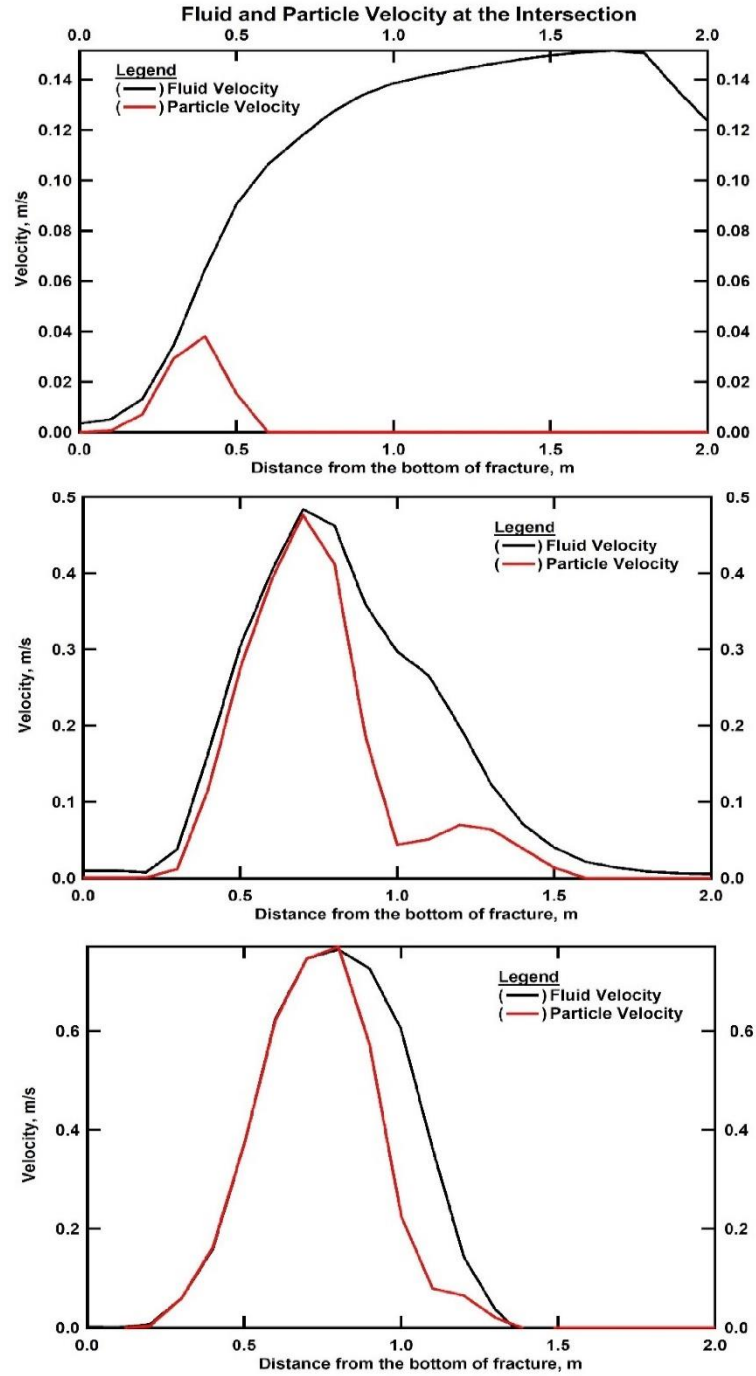 Fluid and Particle Velocity at the Intersection
0.0 0.5 1.0 1.5 2.0
Legend
(—) Fluid Velocity
(—) Particle Velocity
0.14 0.14
0.12 0.12
0.10 0.10
0.08 0.08
0.06 0.06
0.04 0.04
0.02 0.02
0.00 0.00
Velocity, m/s
0.0 0.5 1.0 1.5 2.0
Distance from the bottom of fracture, m
Legend
(—) Fluid Velocity
(—) Particle Velocity
0.5 0.5
0.4 0.4
0.3 0.3
0.2 0.2
0.1 0.1
0.0 0.0
Velocity, m/s
0.0 0.5 1.0 1.5 2.0
Distance from the bottom of fracture, m
Legend
(—) Fluid Velocity
(—) Particle Velocity
0.6 0.6
0.4 0.4
0.2 0.2
0.0 0.0
Velocity, m/s
0.0 0.5 1.0 1.5 2.0
Distance from the bottom of fracture, m